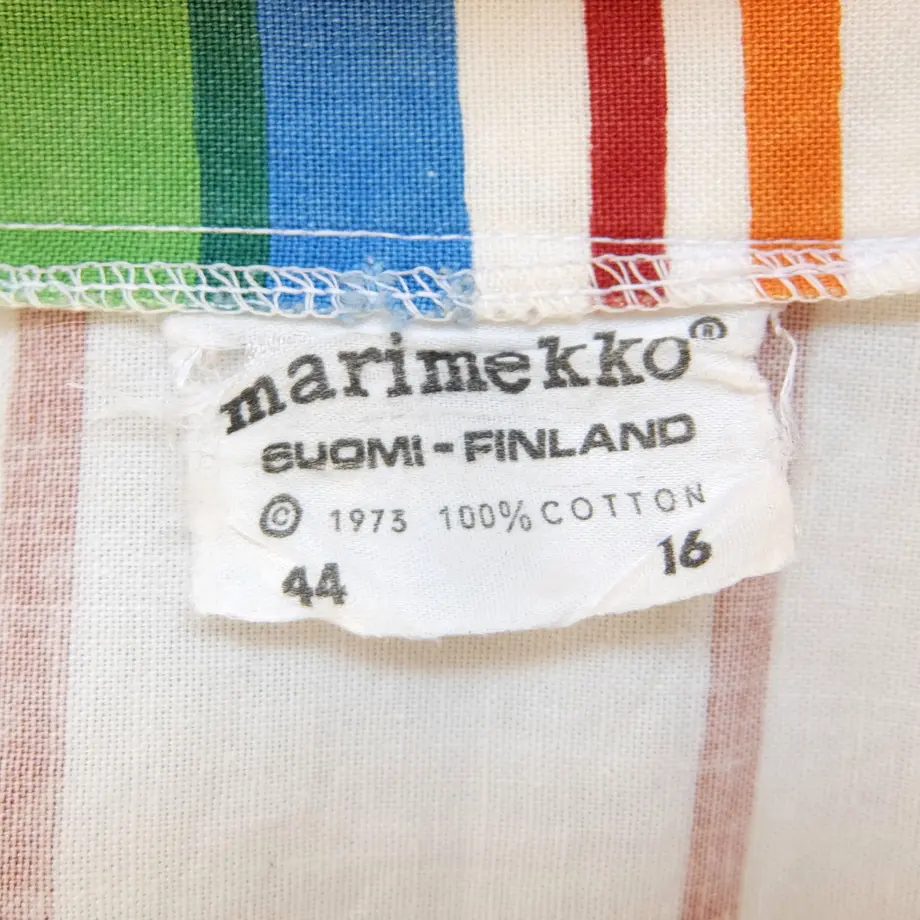 marimekko®
SUOMI-FINLAND
© 1973 100% COTTON
44 16